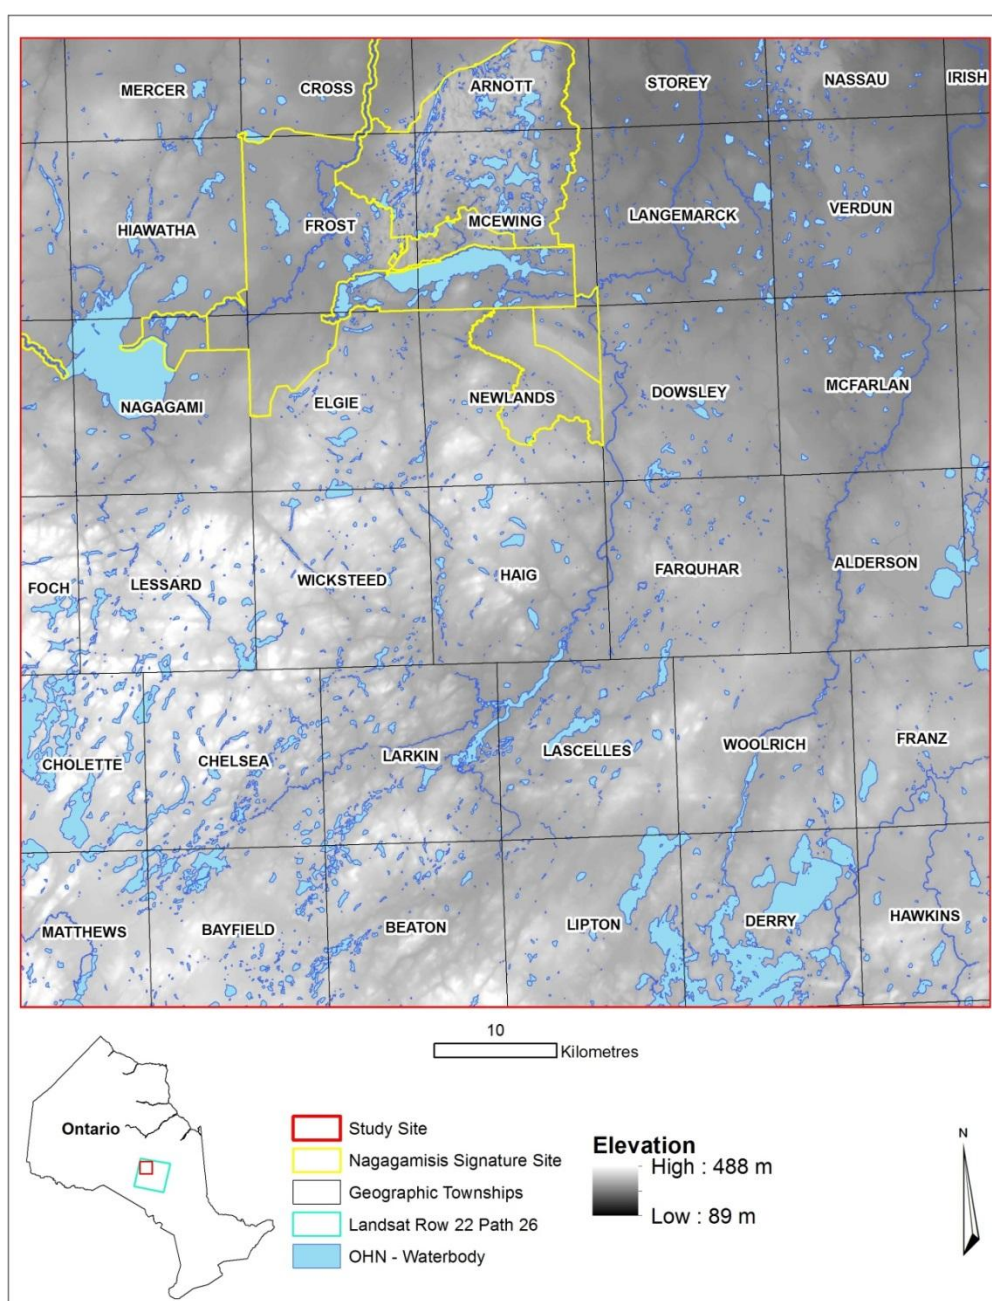 MERCER CROSS ARNOTT STOREY NASSAU IRISH
HIAWATHA FROST MCEWING LANGEMARCK VERDUN
NAGAGAMI ELGIE NEWLANDS DOWSLEY MCFARLAN
FOCH LESSARD WICKSTEED HAIG FARQUHAR ALDERSON
CHOLETTE CHELSEA LARKIN LASCELLES WOOLRICH FRANZ
MATTHEWS BAYFIELD BEATON LIPTON DERRY HAWKINS
10
Kilometres
Ontario
Study Site
Nagagamisis Signature Site
Geographic Townships
Landsat Row 22 Path 26
OHN - Waterbody
Elevation
High : 488 m
Low : 89 m
N